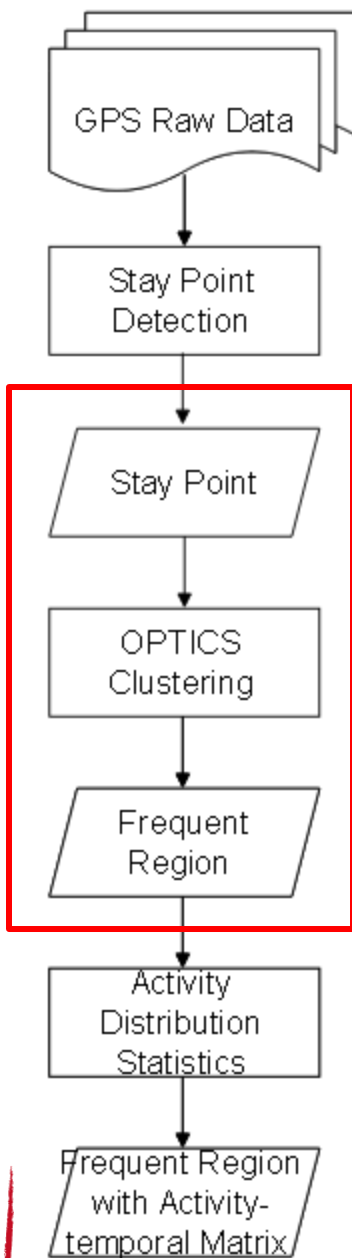 GPS Raw Data
Stay Point
Detection
Stay Point
OPTICS
Clustering
Frequent
Region
Activity
Distribution
Statistics
Frequent Region
with Activity-
temporal Matrix